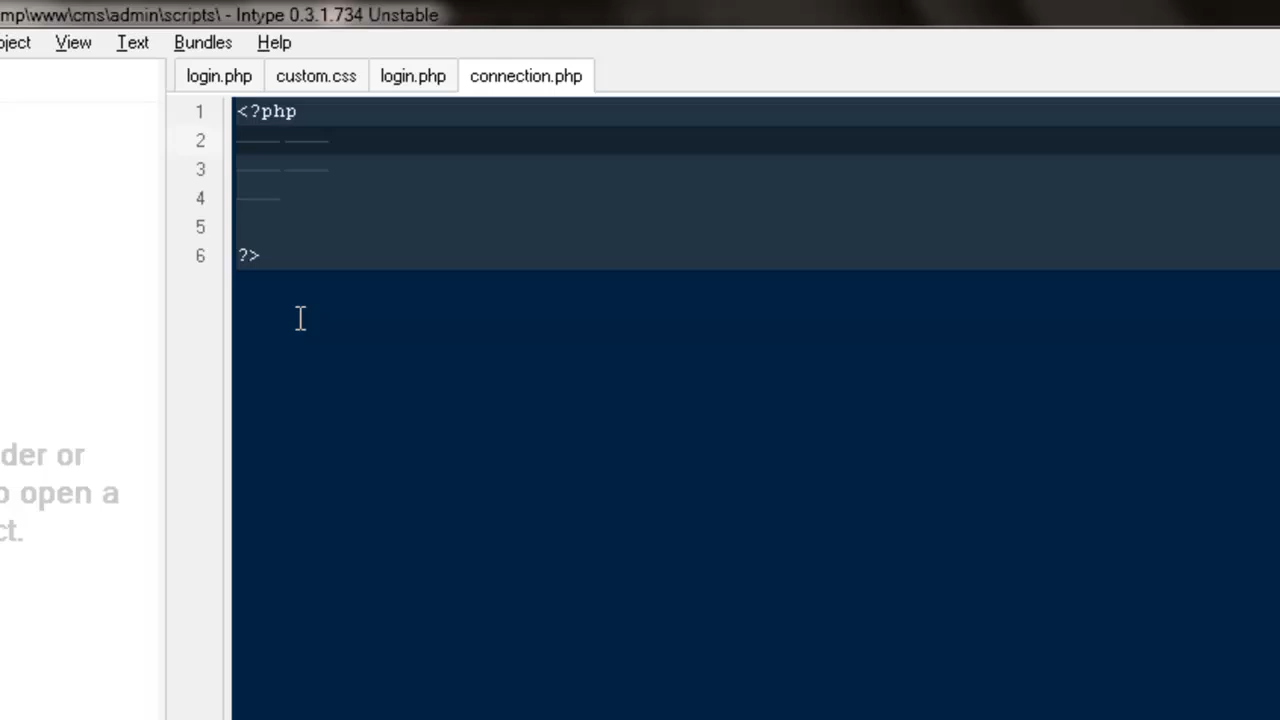 mp\www\cms\admin\scripts\ - Intype 0.3.1.734 Unstable
oject View Text Bundles Help
login.php custom.css login.php connection.php
1 <?php
2
3
4
5
6 ?>
der or
o open a
ct.